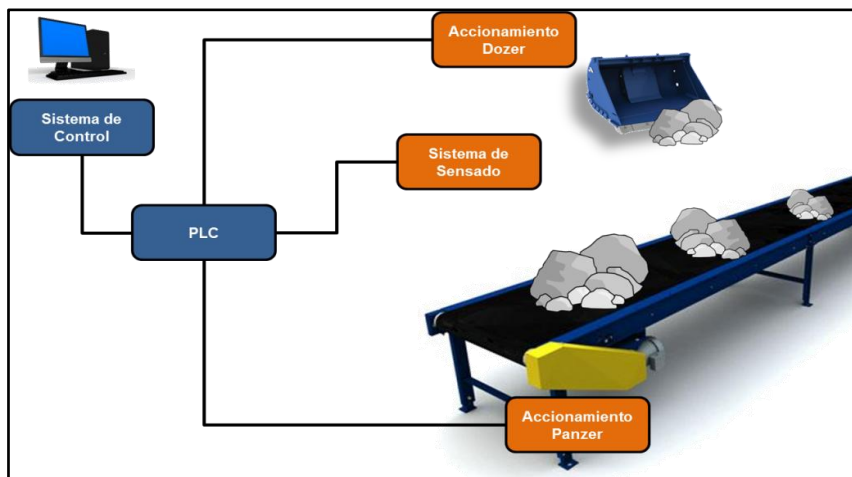 Accionamiento
Dozer
Sistema de
Control
Sistema de
Sensado
PLC
Accionamiento
Panzer